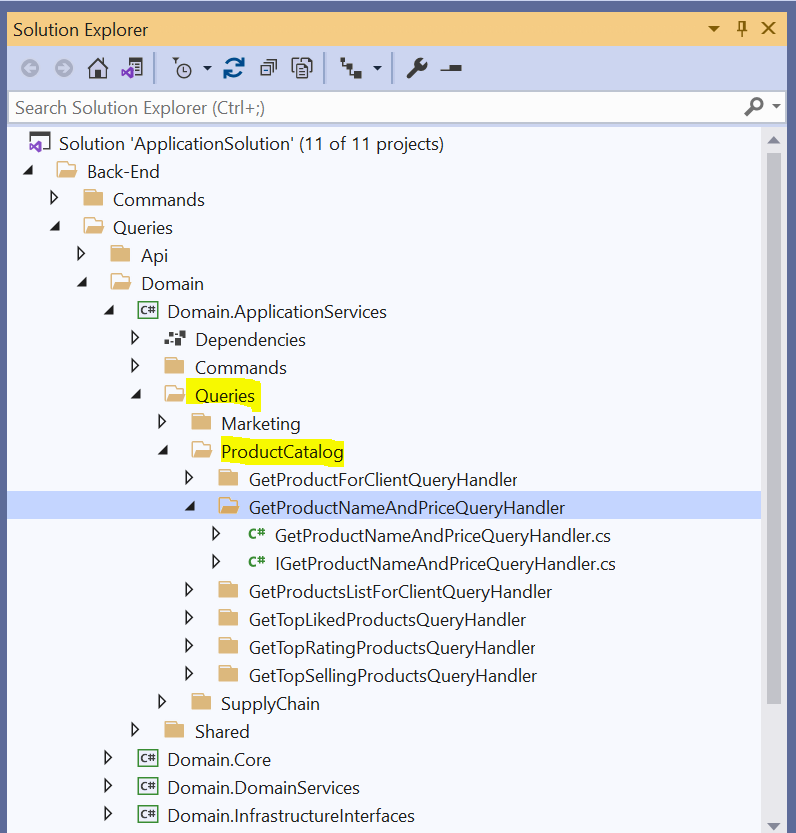 Solution Explorer
Search Solution Explorer (Ctrl+;)
Solution 'ApplicationSolution' (11 of 11 projects)
Back-End
Commands
Queries
Api
Domain
C# Domain.ApplicationServices
Dependencies
Commands
Queries
Marketing
ProductCatalog
GetProductForClientQueryHandler
GetProductNameAndPriceQueryHandler
C# GetProductNameAndPriceQueryHandler.cs
C# IGetProductNameAndPriceQueryHandler.cs
GetProductsListForClientQueryHandler
GetTopLikedProductsQueryHandler
GetTopRatingProductsQueryHandler
GetTopSellingProductsQueryHandler
SupplyChain
Shared
C# Domain.Core
C# Domain.DomainServices
C# Domain.InfrastructureInterfaces